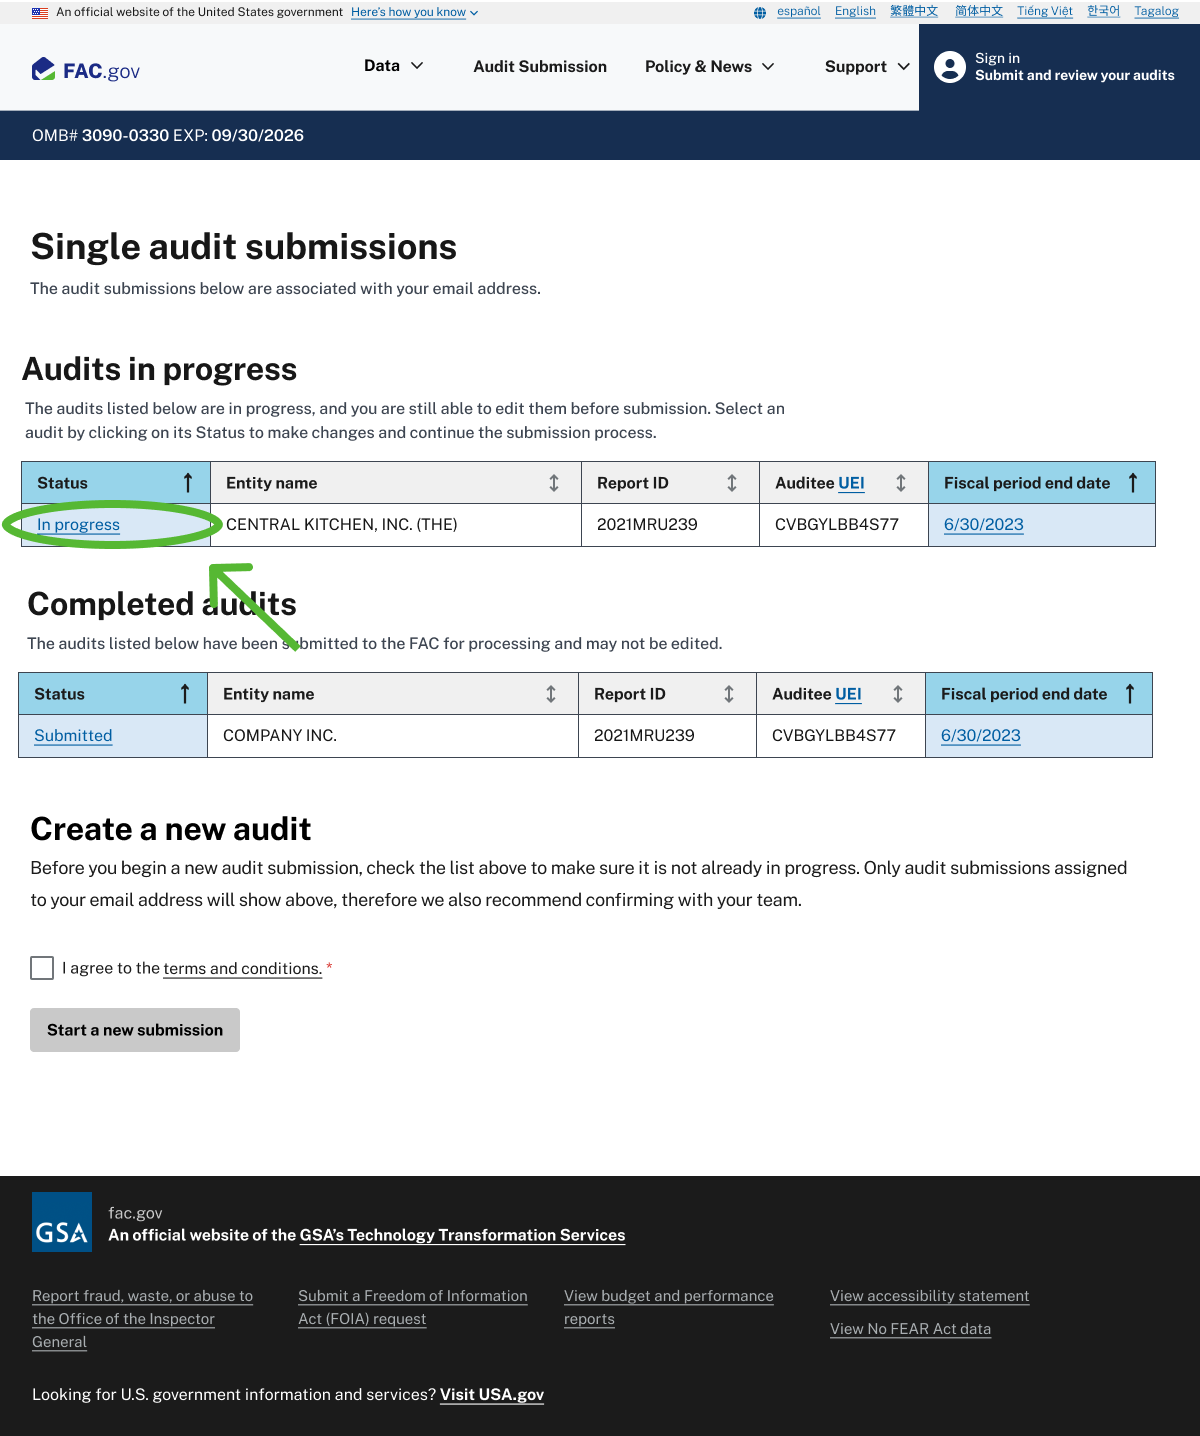 An official website of the United States government Here's how you know
español English 繁體中文 简体中文 Tiếng Việt 한국어 Tagalog
FAC.gov
Data
Audit Submission
Policy & News
Support
Sign in
Submit and review your audits
OMB# 3090-0330 EXP: 09/30/2026
Single audit submissions
The audit submissions below are associated with your email address.
Audits in progress
The audits listed below are in progress, and you are still able to edit them before submission. Select an
audit by clicking on its Status to make changes and continue the submission process.
Status Entity name Report ID Auditee UEI Fiscal period end date
In progress CENTRAL KITCHEN, INC. (THE) 2021MRU239 CVBGYLBB4S77 6/30/2023
Completed audits
The audits listed below have been submitted to the FAC for processing and may not be edited.
Status Entity name Report ID Auditee UEI Fiscal period end date
Submitted COMPANY INC. 2021MRU239 CVBGYLBB4S77 6/30/2023
Create a new audit
Before you begin a new audit submission, check the list above to make sure it is not already in progress. Only audit submissions assigned
to your email address will show above, therefore we also recommend confirming with your team.
I agree to the terms and conditions. *
Start a new submission
GSA
fac.gov
An official website of the GSA's Technology Transformation Services
Report fraud, waste, or abuse to
the Office of the Inspector
General
Submit a Freedom of Information
Act (FOIA) request
View budget and performance
reports
View accessibility statement
View No FEAR Act data
Looking for U.S. government information and services? Visit USA.gov